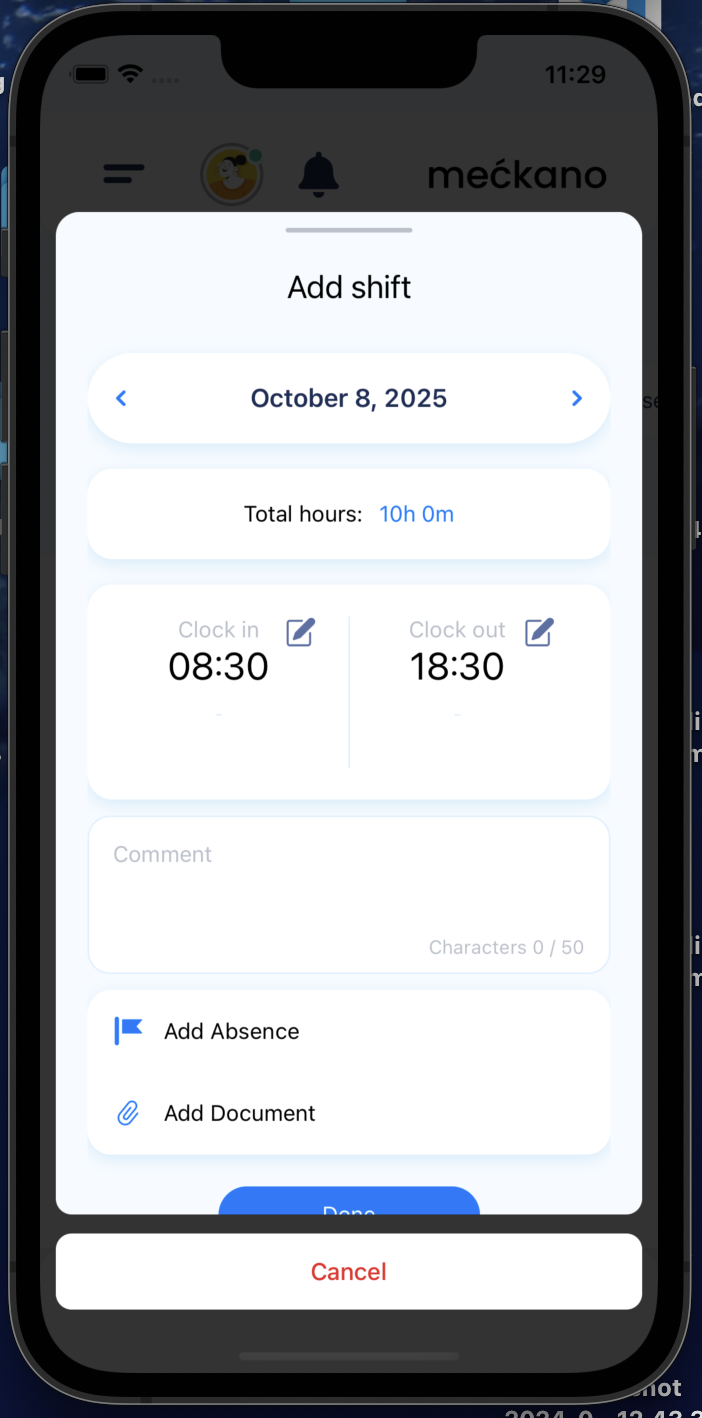 11:29
mećkano
Add shift
October 8, 2025
Total hours: 10h 0m
Clock in
Clock out
08:30
18:30
-
-
Comment
Characters 0 / 50
Add Absence
Add Document
Done
Cancel